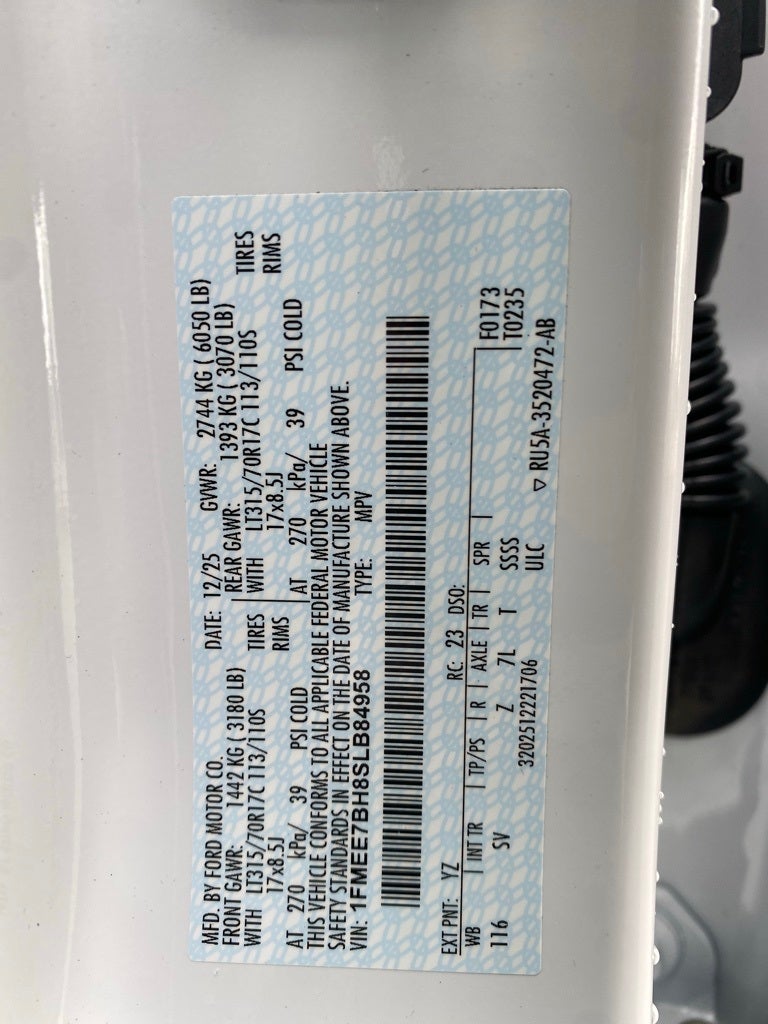 MFD. BY FORD MOTOR CO. DATE: 12/25 GVWR: 2744 KG ( 6050 LB)
FRONT GAWR: 1442 KG ( 3180 LB) REAR GAWR: 1393 KG ( 3070 LB)
WITH LT315/70R17C 113/110S TIRES WITH LT315/70R17C 113/110S TIRES
17x8.5J RIMS 17x8.5J RIMS
AT 270 kPa/ 39 PSI COLD AT 270 kPa/ 39 PSI COLD
THIS VEHICLE CONFORMS TO ALL APPLICABLE FEDERAL MOTOR VEHICLE
SAFETY STANDARDS IN EFFECT ON THE DATE OF MANUFACTURE SHOWN ABOVE.
VIN: 1FMEE7BH8SLB84958 TYPE: MPV
EXT PNT: YZ RC: 23 DSO:
WB INT TR TP/PS R AXLE TR SPR F0173
116 SV Z 7L T SSSS T0235
3202512221706 ULC ▽ RU5A-3520472-AB